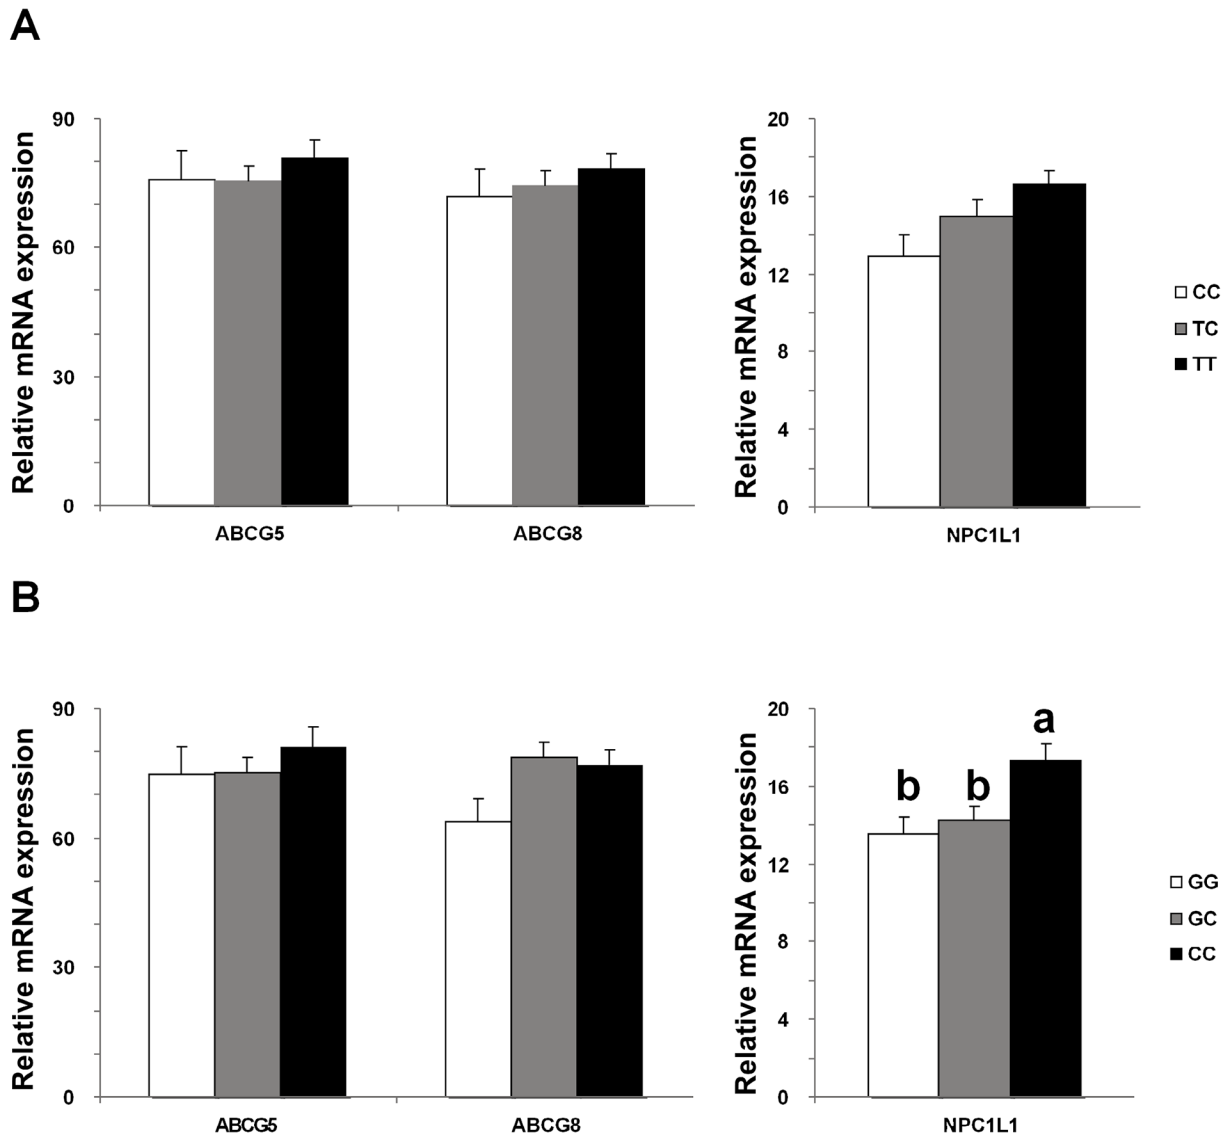 A
Relative mRNA expression
90
60
30
0
ABCG5 ABCG8
Relative mRNA expression
20
16
12
8
4
0
NPC1L1
CC
TC
TT
B
Relative mRNA expression
90
60
30
0
ABCG5 ABCG8
Relative mRNA expression
20
16
12
8
4
0
b b a
NPC1L1
GG
GC
CC